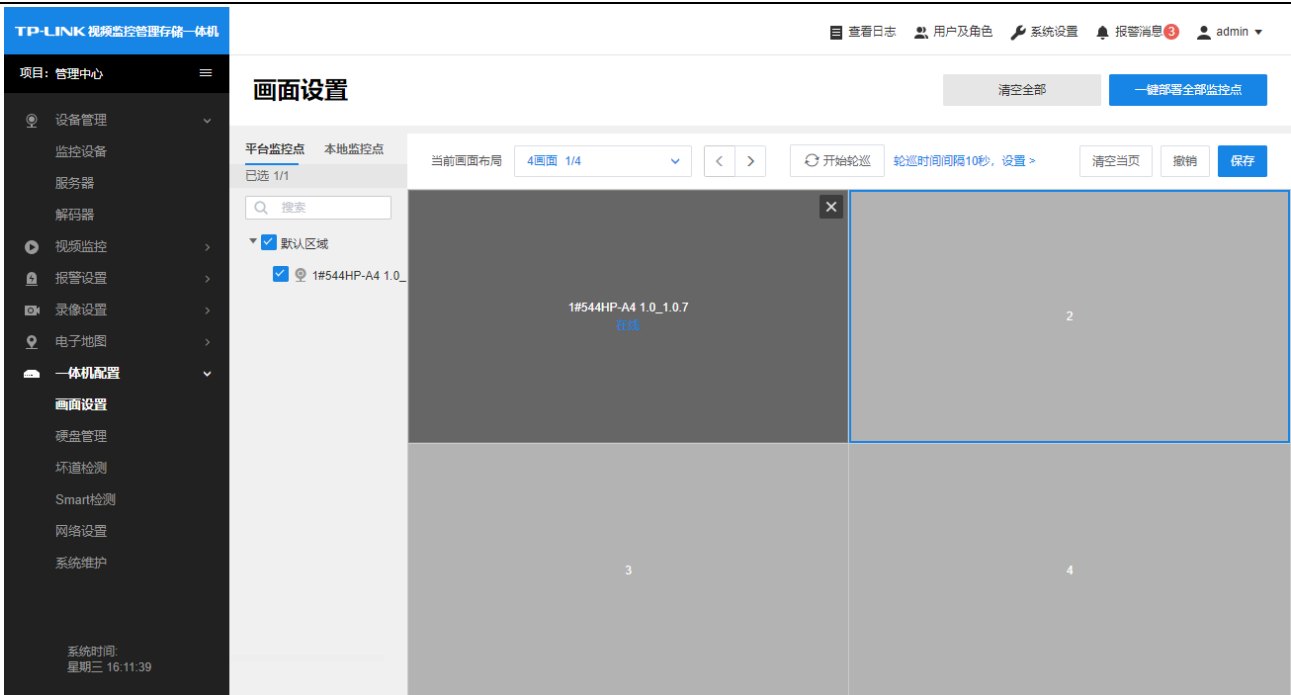 TP-LINK 视频监控管理存储一体机
查看日志 用户及角色 系统设置 报警消息 3 admin
项目: 管理中心
画面设置
清空全部 一键部署全部监控点
设备管理
监控设备
服务器
解码器
视频监控
报警设置
录像设置
电子地图
一体机配置
画面设置
硬盘管理
坏道检测
Smart检测
网络设置
系统维护
系统时间:
星期三 16:11:39
平台监控点 本地监控点
已选 1/1
搜索
默认区域
1#544HP-A4 1.0_
当前画面布局 4画面 1/4 开始轮巡 轮巡时间间隔10秒, 设置 > 清空当页 撤销 保存
1#544HP-A4 1.0_1.0.7
在线
2
3
4